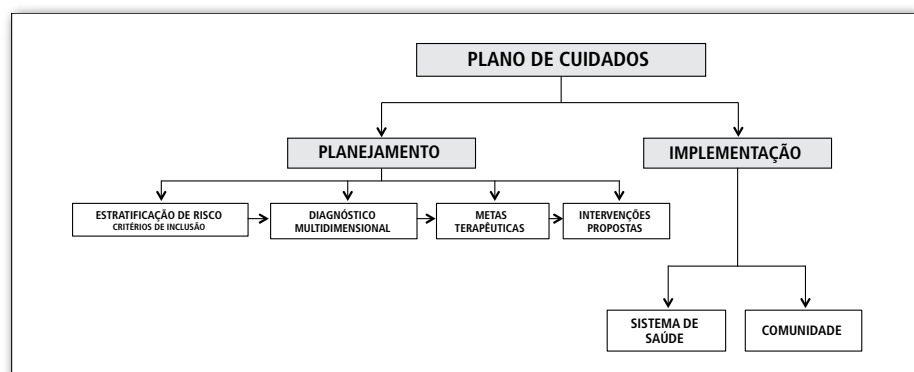 PLANO DE CUIDADOS
PLANEJAMENTO
IMPLEMENTAÇÃO
ESTRATIFICAÇÃO DE RISCO
CRITÉRIOS DE INCLUSÃO
DIAGNÓSTICO
MULTIDIMENSIONAL
METAS
TERAPÊUTICAS
INTERVENÇÕES
PROPOSTAS
SISTEMA DE
SAÚDE
COMUNIDADE